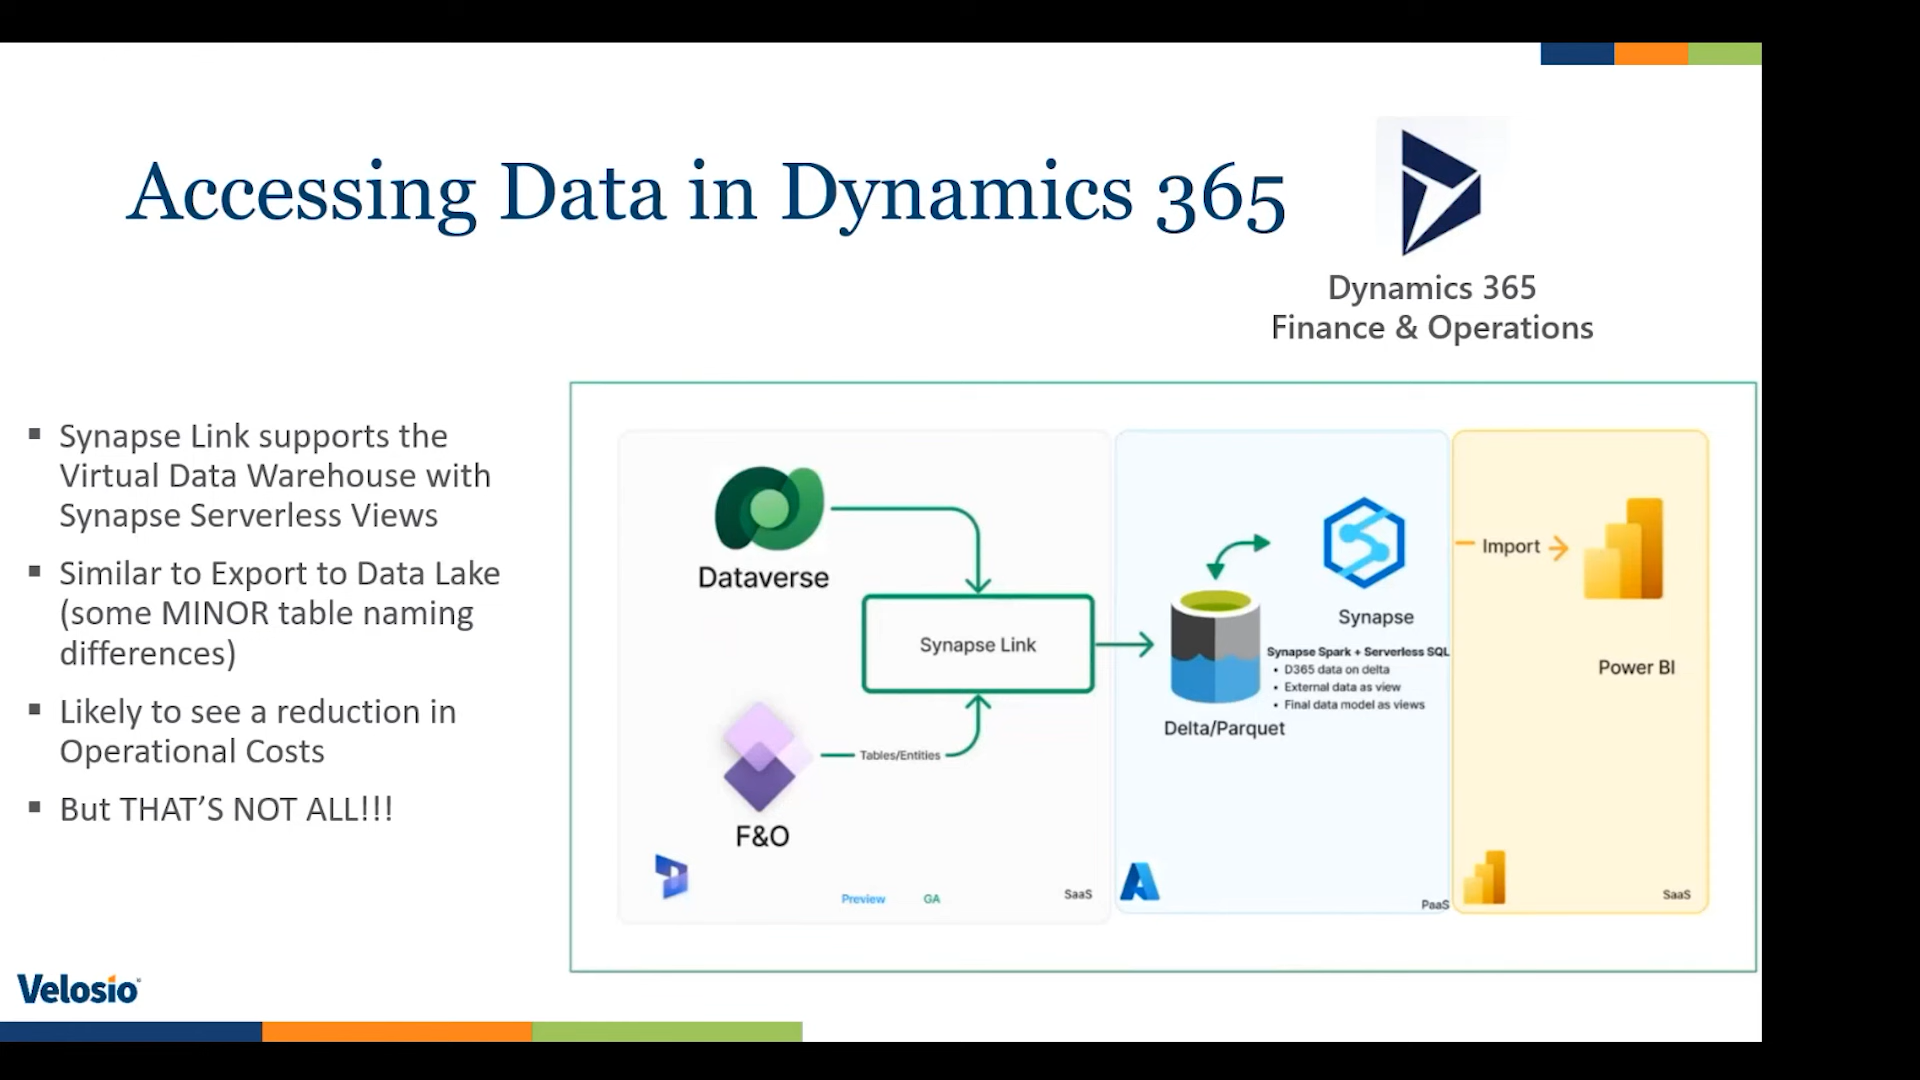 Accessing Data in Dynamics 365
Dynamics 365
Finance & Operations
▪ Synapse Link supports the
Virtual Data Warehouse with
Synapse Serverless Views
▪ Similar to Export to Data Lake
(some MINOR table naming
differences)
▪ Likely to see a reduction in
Operational Costs
▪ But THAT’S NOT ALL!!!
Dataverse
Synapse Link
Tables/Entities
F&O
Preview
GA
SaaS
Synapse
Synapse Spark + Serverless SQL
• D365 data on delta
• External data as view
• Final data model as views
Delta/Parquet
PaaS
Import
Power BI
SaaS
Velosio